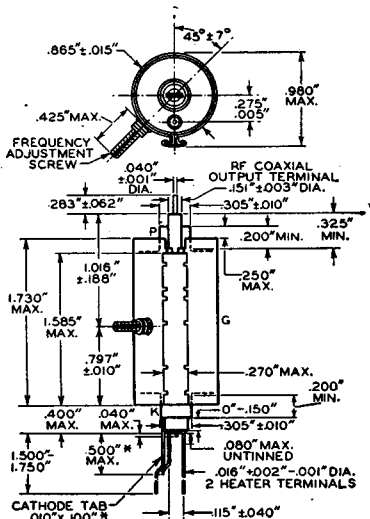 45°±7°
.865"±0.015"
.980" MAX.
.275"
.005"
.425"MAX.
FREQUENCY ADJUSTMENT SCREW
.040"
±.001"
DIA.
RF COAXIAL
OUTPUT TERMINAL
.151"±.003"DIA.
.283"±.062"
.305"±.010"
P
.200"MIN.
.325"
MIN.
.250"
MAX.
1.016"
±.188"
1.730"
MAX.
1.585"
MAX.
G
.797"
±.010"
.270"MAX.
.200"
MIN.
.400"
MAX.
.040"
MAX.
K
0"-.150"
.305"±.010"
1.500"-
1.750"
.500"*
MAX.
.080"MAX.
UNTINNED
.016"+.002"-.001"DIA.
2 HEATER TERMINALS
CATHODE TAB
.010"x.100"*
.115"±.040"